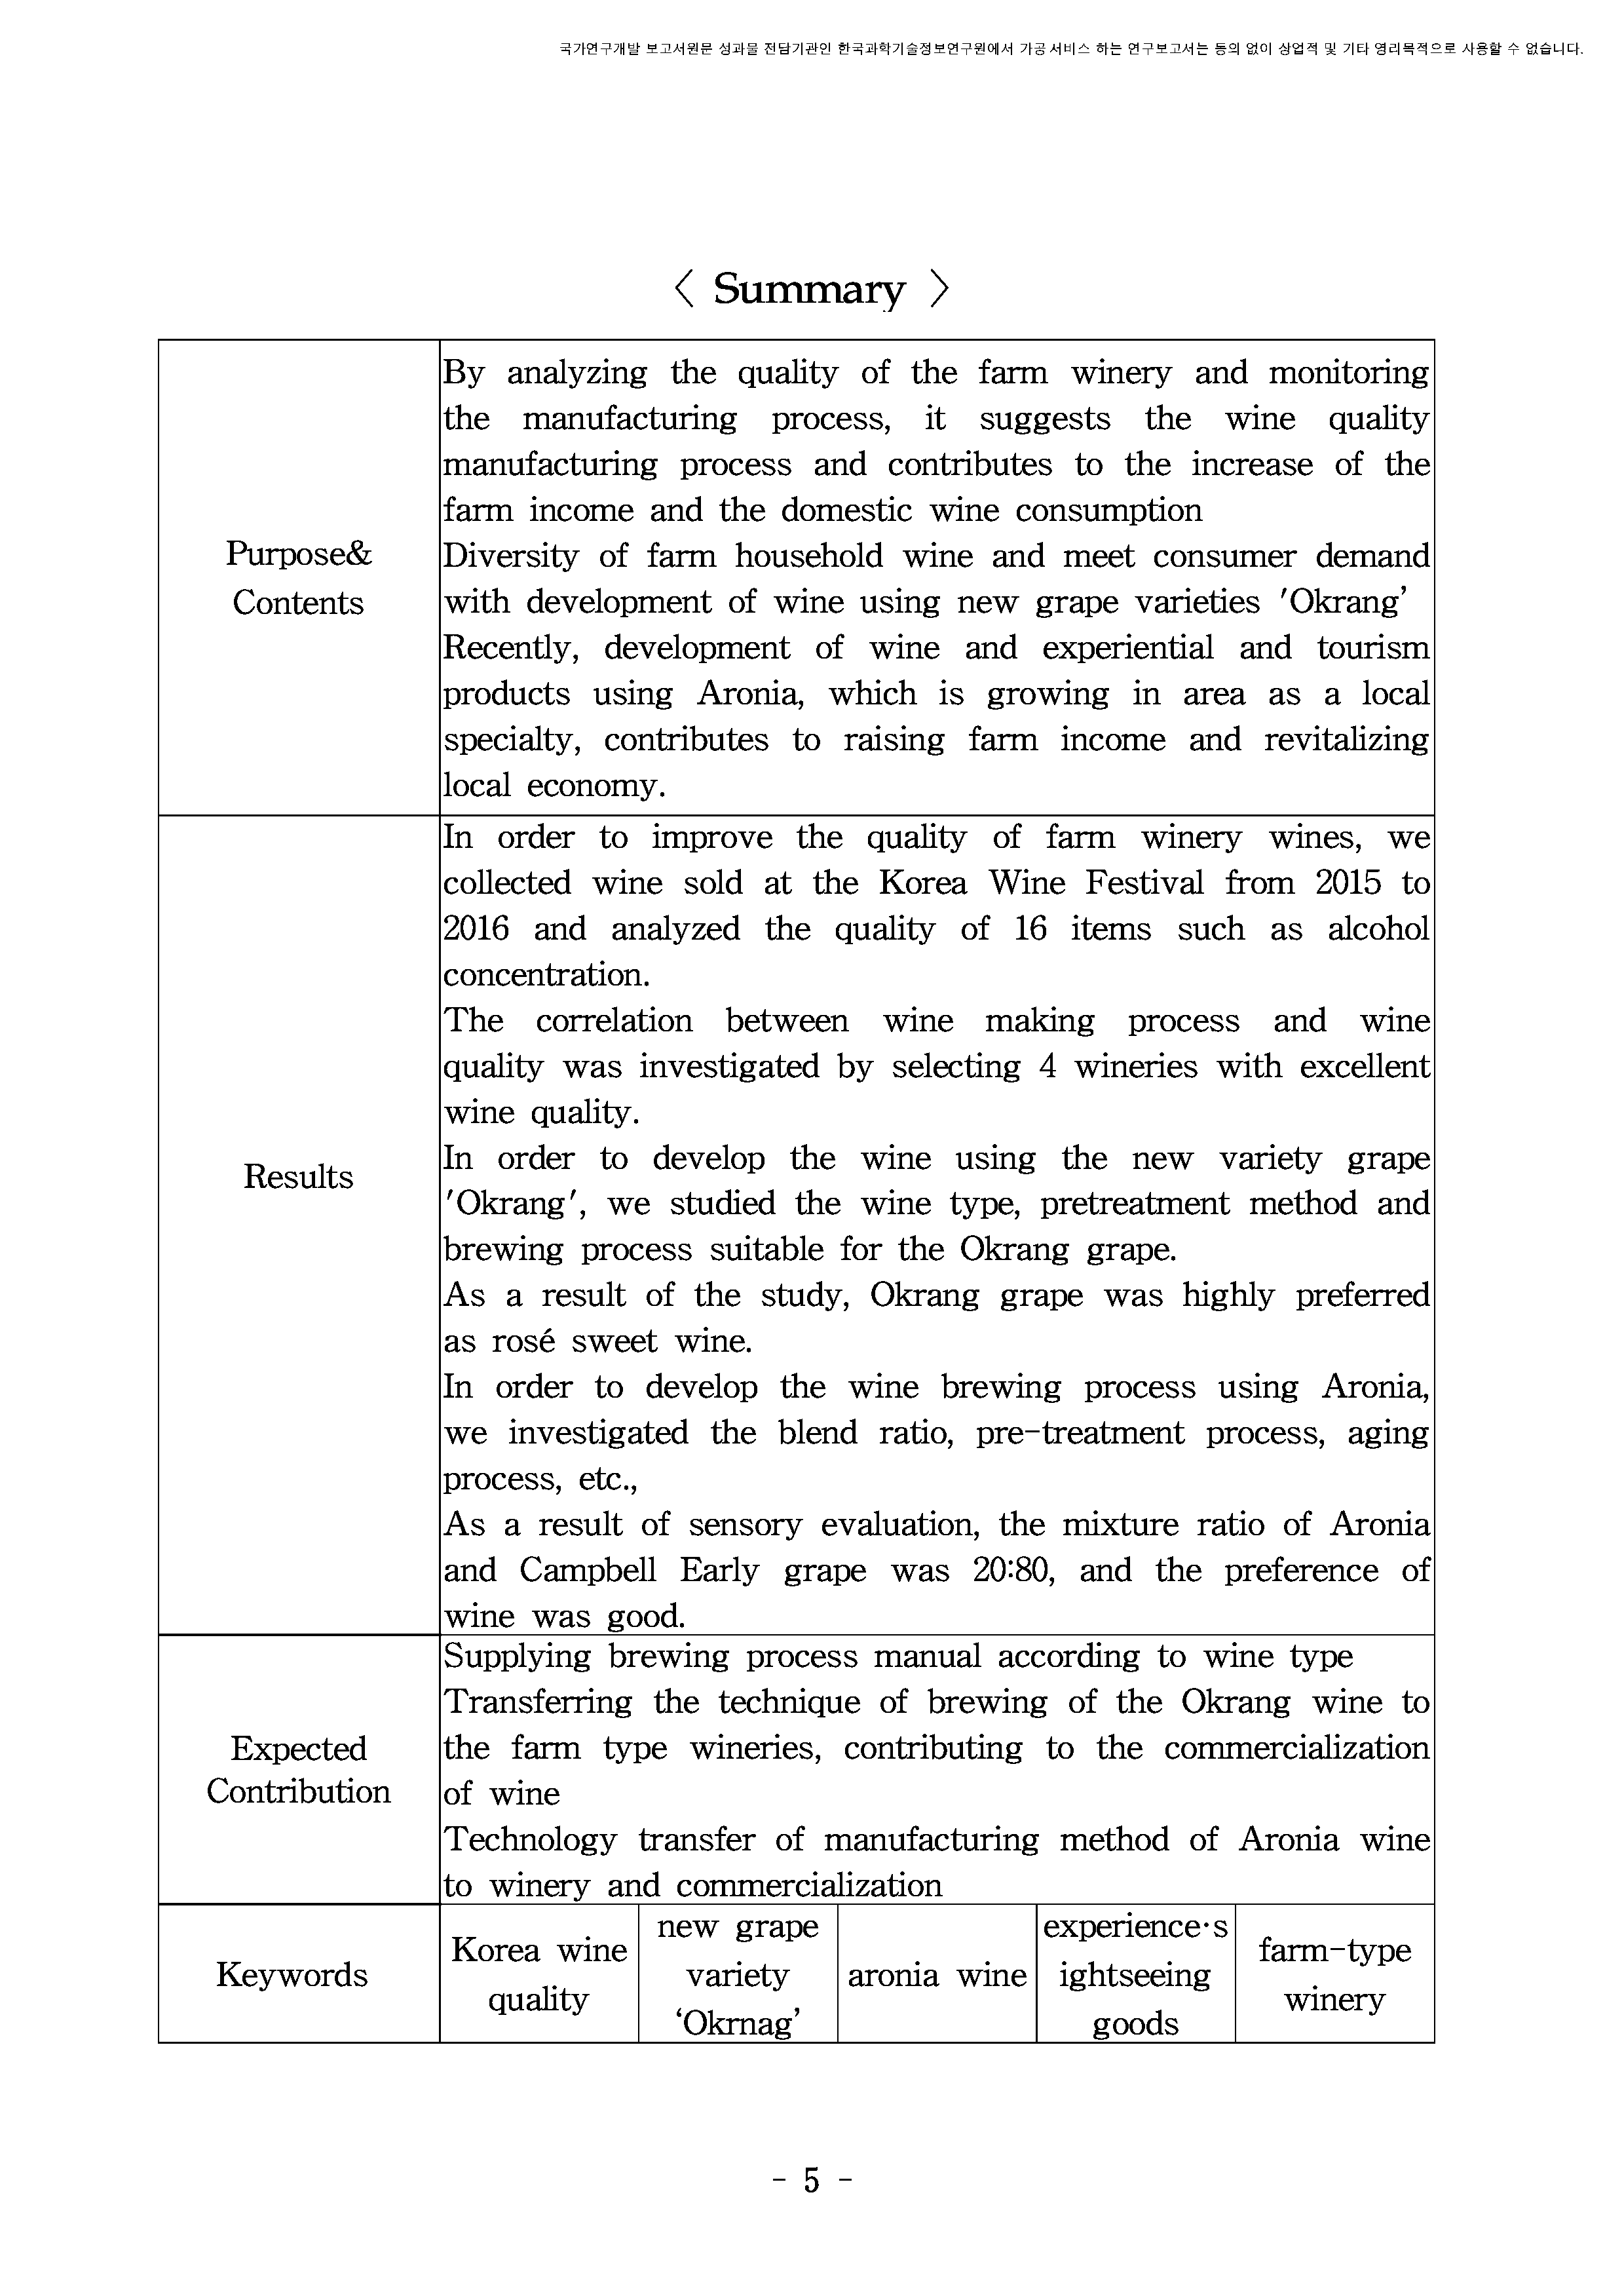 국가연구개발 보고서원문 성과물 전담기관인 한국과학기술정보연구원에서 가공·서비스 하는 연구보고서는 동의 없이 상업적 및 기타 영리목적으로 사용할 수 없습니다.
〈 Summary 〉
Purpose&
Contents
By analyzing the quality of the farm winery and monitoring
the manufacturing process, it suggests the wine quality
manufacturing process and contributes to the increase of the
farm income and the domestic wine consumption
Diversity of farm household wine and meet consumer demand
with development of wine using new grape varieties 'Okrang’
Recently, development of wine and experiential and tourism
products using Aronia, which is growing in area as a local
specialty, contributes to raising farm income and revitalizing
local economy.
Results
In order to improve the quality of farm winery wines, we
collected wine sold at the Korea Wine Festival from 2015 to
2016 and analyzed the quality of 16 items such as alcohol
concentration.
The correlation between wine making process and wine
quality was investigated by selecting 4 wineries with excellent
wine quality.
In order to develop the wine using the new variety grape
'Okrang', we studied the wine type, pretreatment method and
brewing process suitable for the Okrang grape.
As a result of the study, Okrang grape was highly preferred
as rosé sweet wine.
In order to develop the wine brewing process using Aronia,
we investigated the blend ratio, pre-treatment process, aging
process, etc.,
As a result of sensory evaluation, the mixture ratio of Aronia
and Campbell Early grape was 20:80, and the preference of
wine was good.
Expected
Contribution
Supplying brewing process manual according to wine type
Transferring the technique of brewing of the Okrang wine to
the farm type wineries, contributing to the commercialization
of wine
Technology transfer of manufacturing method of Aronia wine
to winery and commercialization
Keywords
Korea wine
quality
new grape
variety
‘Okrnag’
aronia wine
experience·s
ightseeing
goods
farm-type
winery
- 5 -